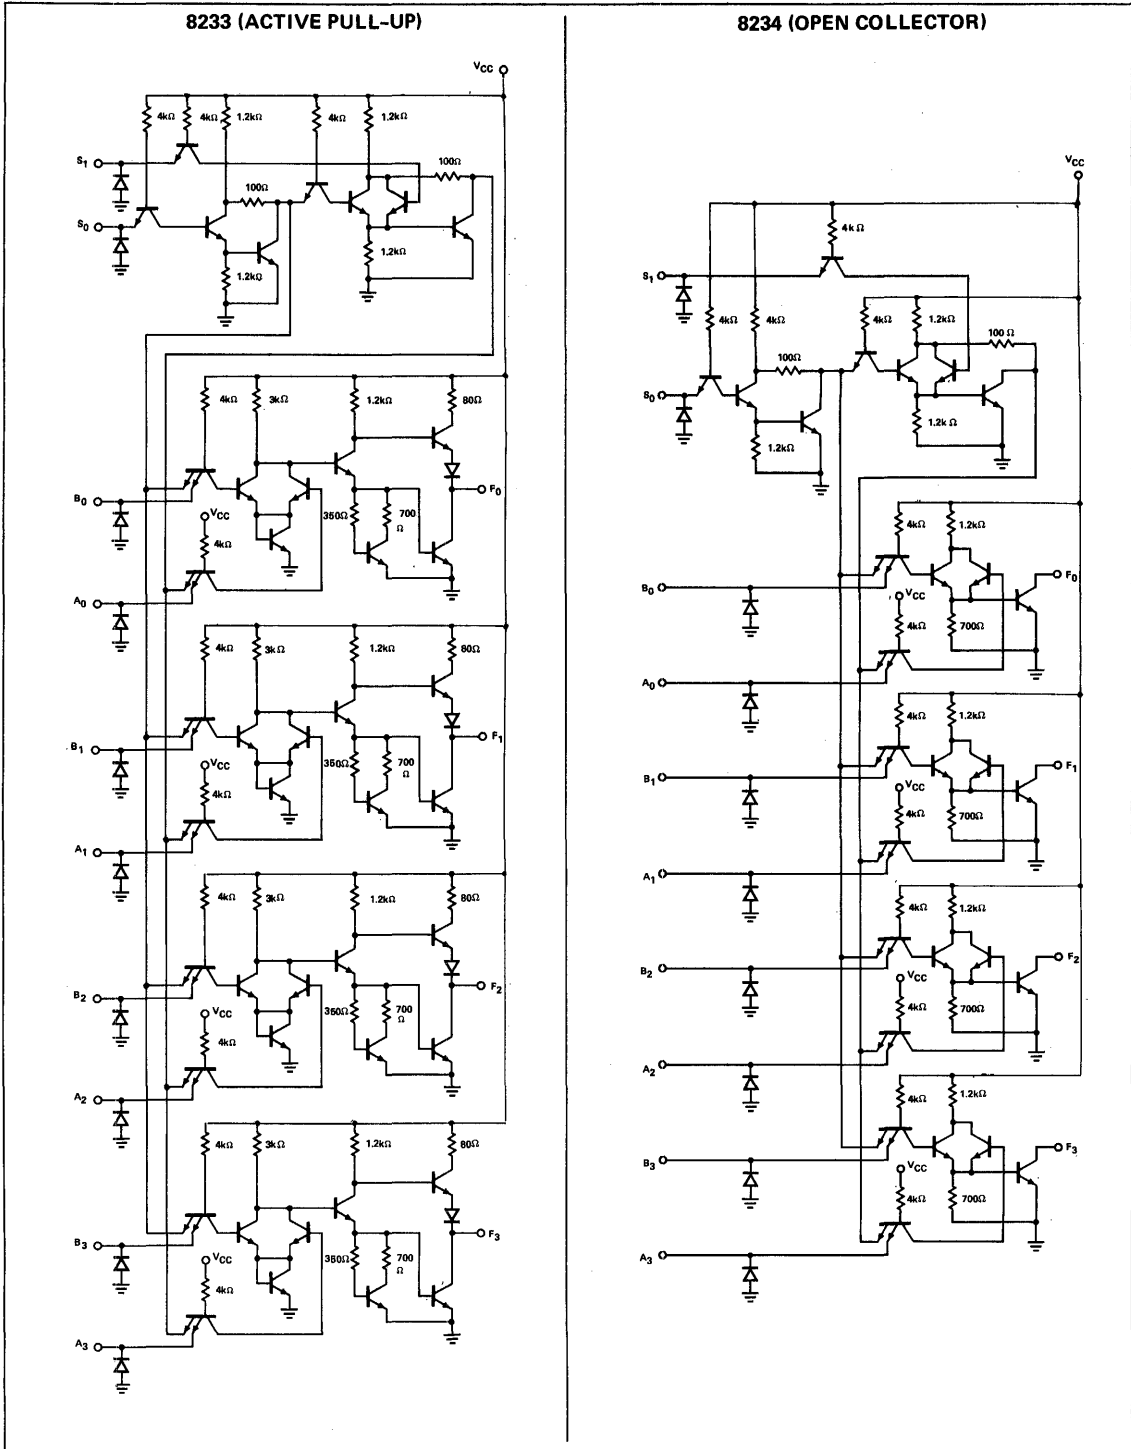 8233 (ACTIVE PULL-UP)
VCC
4kΩ 4kΩ 1.2kΩ 4kΩ 1.2kΩ
S1
100Ω
100Ω
S0
1.2kΩ
1.2kΩ
4kΩ 3kΩ 1.2kΩ 80Ω
B0
F0
VCC
350Ω 700 Ω
4kΩ
A0
4kΩ 3kΩ 1.2kΩ 80Ω
B1
F1
VCC
350Ω 700 Ω
4kΩ
A1
4kΩ 3kΩ 1.2kΩ 80Ω
B2
F2
VCC
350Ω 700 Ω
4kΩ
A2
4kΩ 3kΩ 1.2kΩ 80Ω
B3
F3
VCC
350Ω 700 Ω
4kΩ
A3
8234 (OPEN COLLECTOR)
VCC
4kΩ
S1
4kΩ 4kΩ 4kΩ 1.2kΩ
100Ω
100Ω
S0
1.2kΩ
1.2kΩ
4kΩ 1.2kΩ
B0
F0
VCC
4kΩ 700Ω
A0
4kΩ 1.2kΩ
B1
F1
VCC
4kΩ 700Ω
A1
4kΩ 1.2kΩ
B2
F2
VCC
4kΩ 700Ω
A2
4kΩ 1.2kΩ
B3
F3
VCC
4kΩ 700Ω
A3